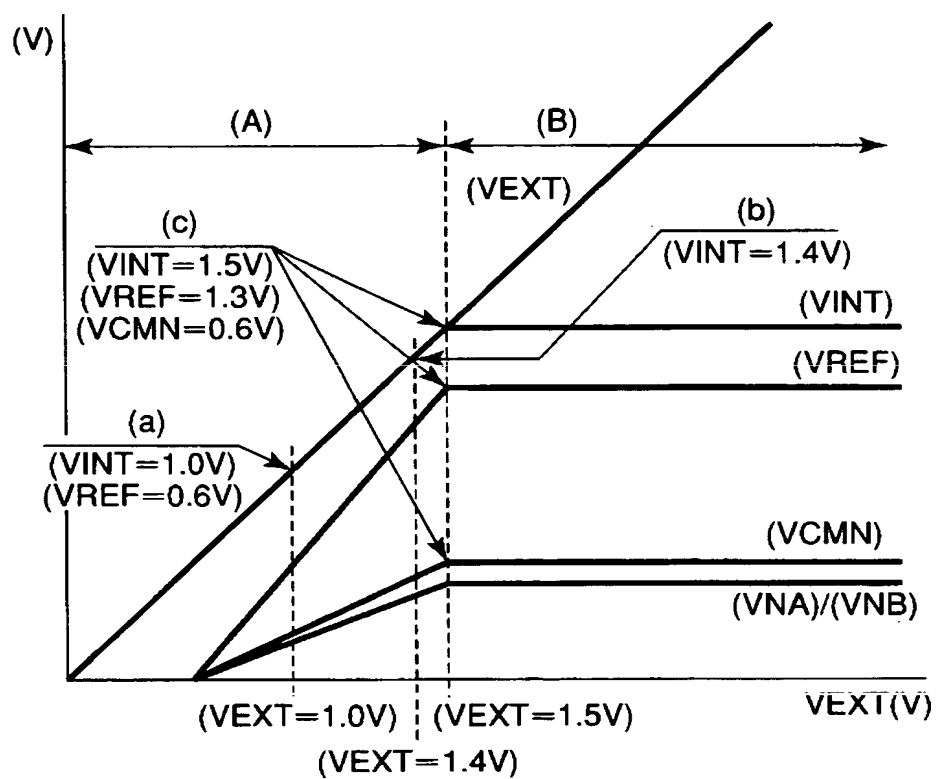 (V)
(A)
(B)
(VEXT)
(c)
(VINT=1.5V)
(VREF=1.3V)
(VCMN=0.6V)
(b)
(VINT=1.4V)
(VINT)
(VREF)
(a)
(VINT=1.0V)
(VREF=0.6V)
(VCMN)
(VNA)/(VNB)
(VEXT=1.0V)
(VEXT=1.5V)
VEXT(V)
(VEXT=1.4V)